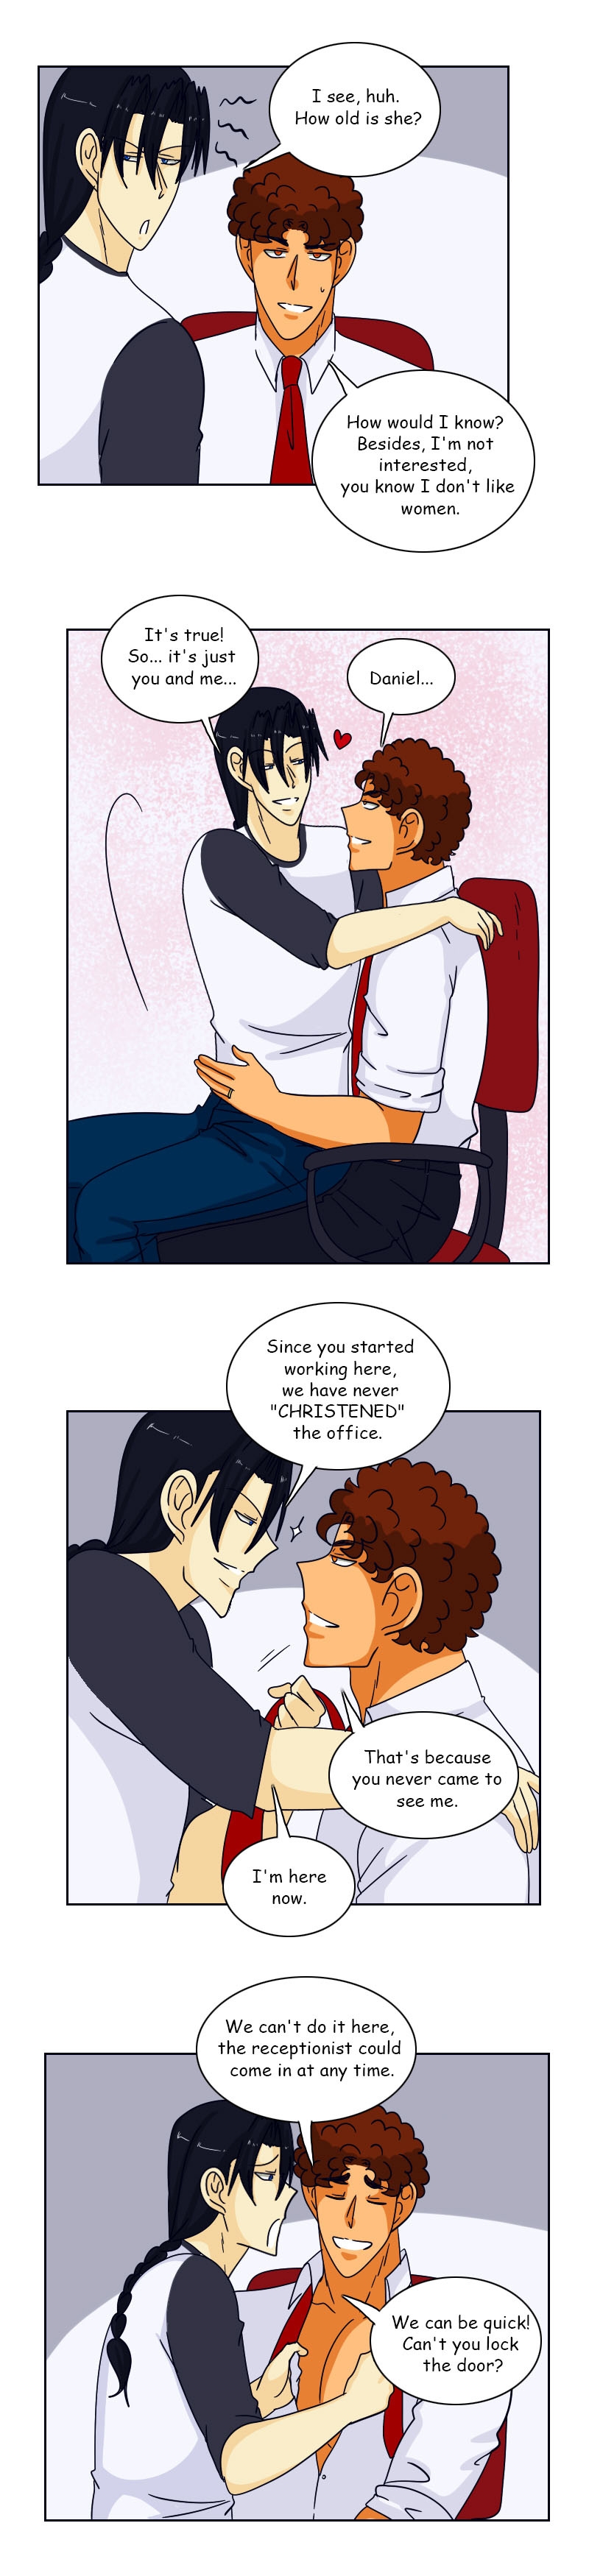 I see, huh.
How old is she?
How would I know?
Besides, I'm not
interested,
you know I don't like
women.
It's true!
So... it's just
you and me...
Daniel...
Since you started
working here,
we have never
"CHRISTENED"
the office.
That's because
you never came to
see me.
I'm here
now.
We can't do it here,
the receptionist could
come in at any time.
We can be quick!
Can't you lock
the door?